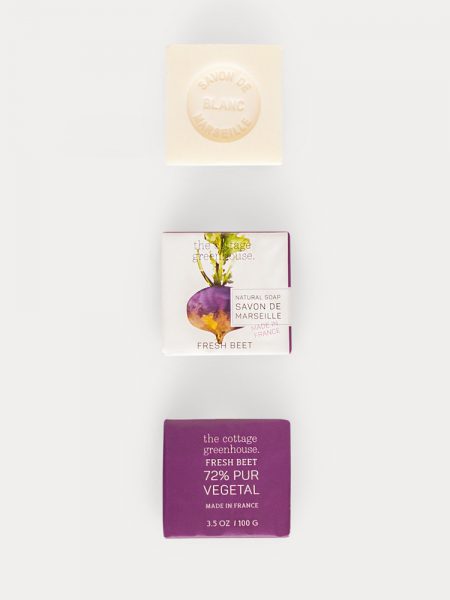 SAVON DE
BLANC
MARSEILLE
the cottage
greenhouse.
NATURAL SOAP
SAVON DE
MARSEILLE
MADE IN
FRANCE
FRESH BEET
the cottage
greenhouse.
FRESH BEET
72% PUR
VEGETAL
MADE IN FRANCE
3.5 OZ / 100 G